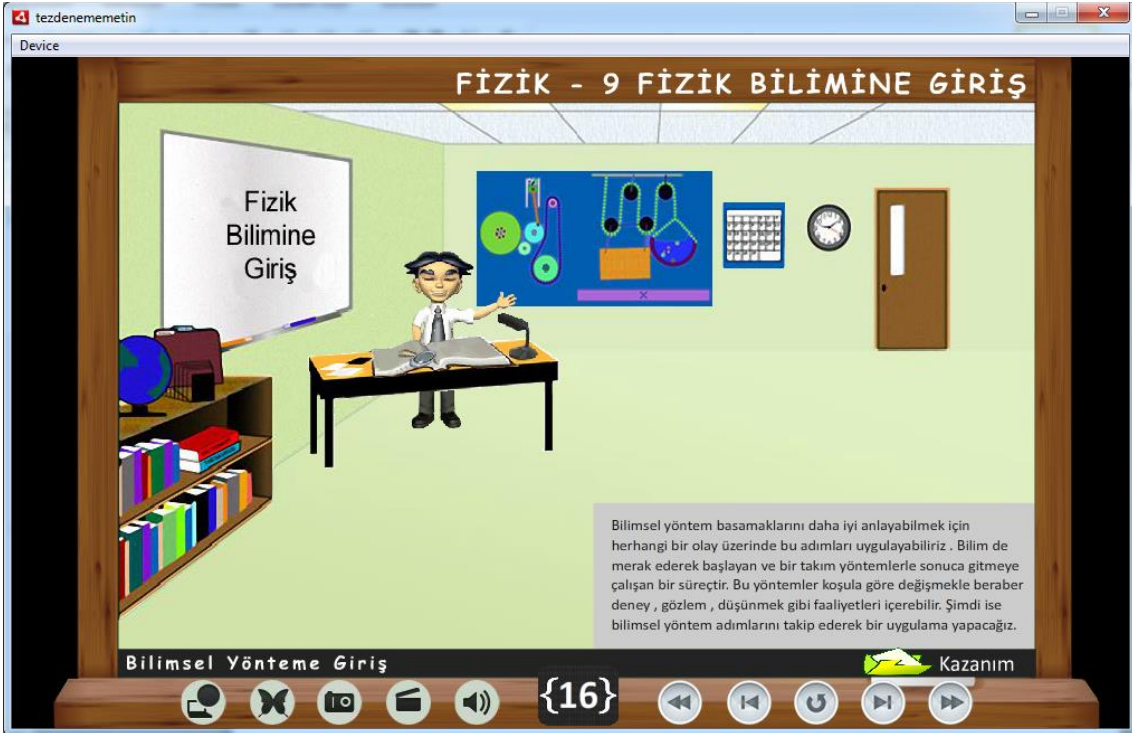 tezdenememetin
Device
FİZİK - 9 FİZİK BİLİMİNE GİRİŞ
Fizik
Bilimine
Giriş
Bilimsel yöntem basamaklarını daha iyi anlayabilmek için
herhangi bir olay üzerinde bu adımları uygulayabiliriz . Bilim de
merak ederek başlayan ve bir takım yöntemlerle sonuca gitmeye
çalışan bir süreçtir. Bu yöntemler koşula göre değişmekle beraber
deney , gözlem , düşünmek gibi faaliyetleri içerebilir. Şimdi ise
bilimsel yöntem adımlarını takip ederek bir uygulama yapacağız.
Bilimsel Yönteme Giriş
Kazanım
{16}